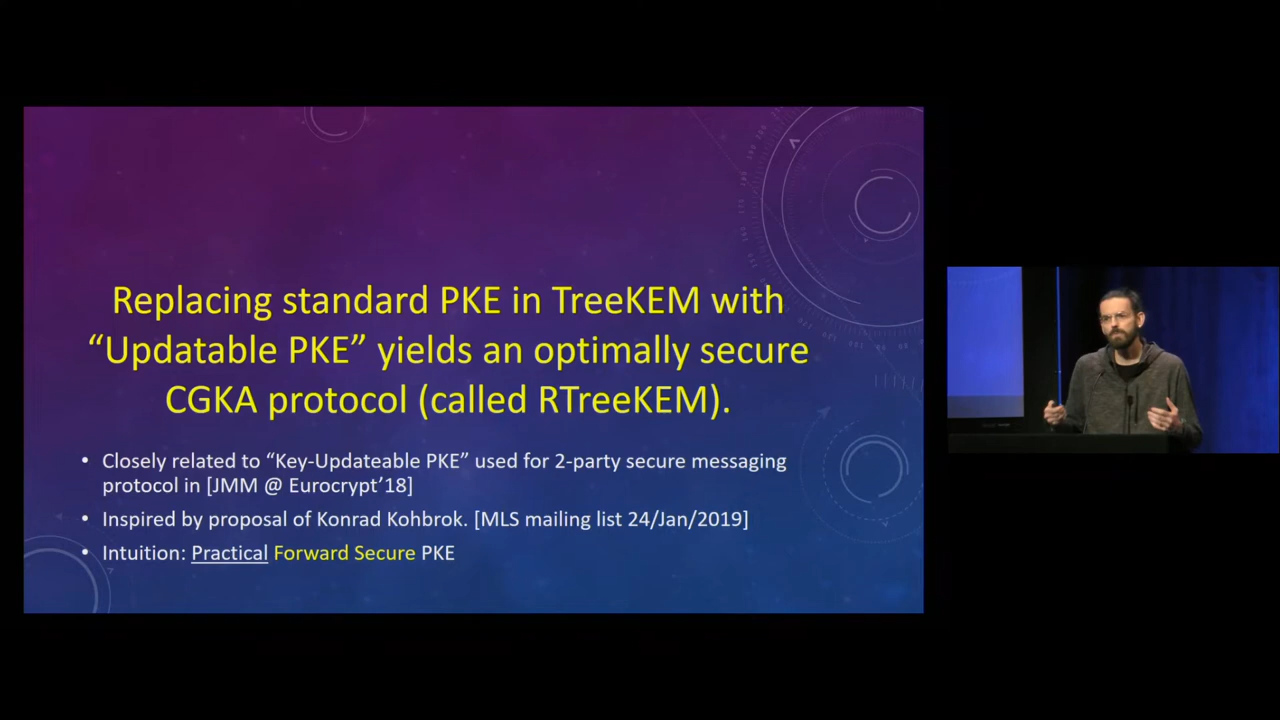 Replacing standard PKE in TreeKEM with
“Updatable PKE” yields an optimally secure
CGKA protocol (called RTreeKEM).
• Closely related to “Key-Updateable PKE” used for 2-party secure messaging
protocol in [JMM @ Eurocrypt’18]
• Inspired by proposal of Konrad Kohbrok. [MLS mailing list 24/Jan/2019]
• Intuition: Practical Forward Secure PKE